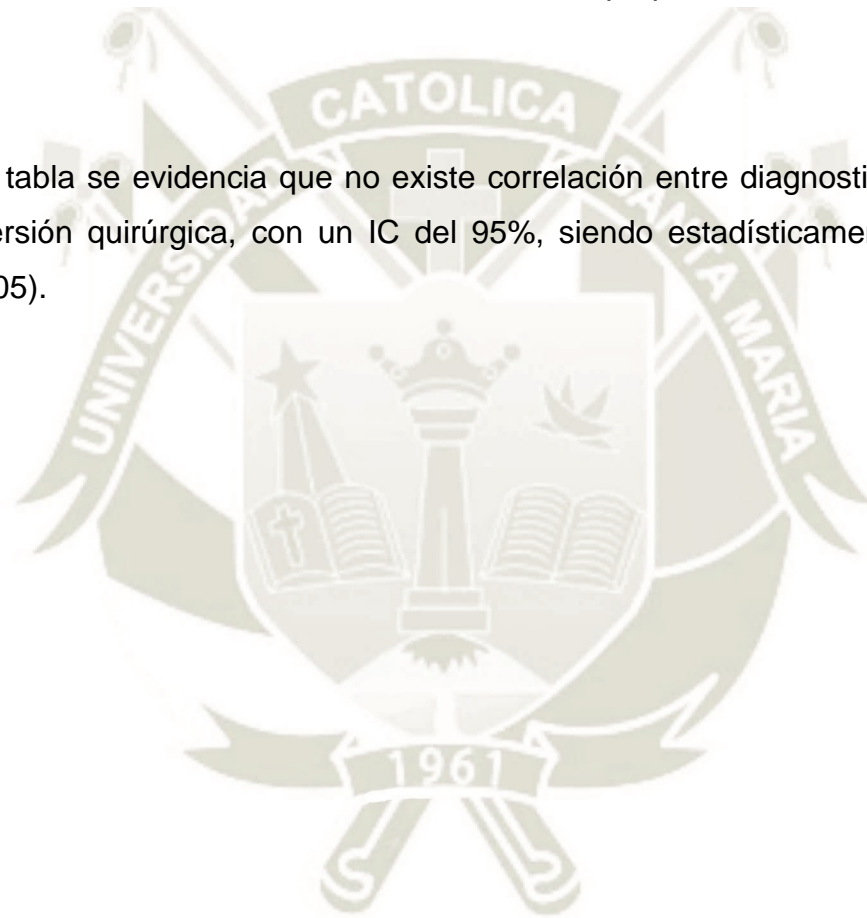 tabla se evidencia que no existe correlación entre diagnosti
ersión quirúrgica, con un IC del 95%, siendo estadísticame
05).
CATOLICA
UNIVERSIDAD
SANTA MARIA
1961